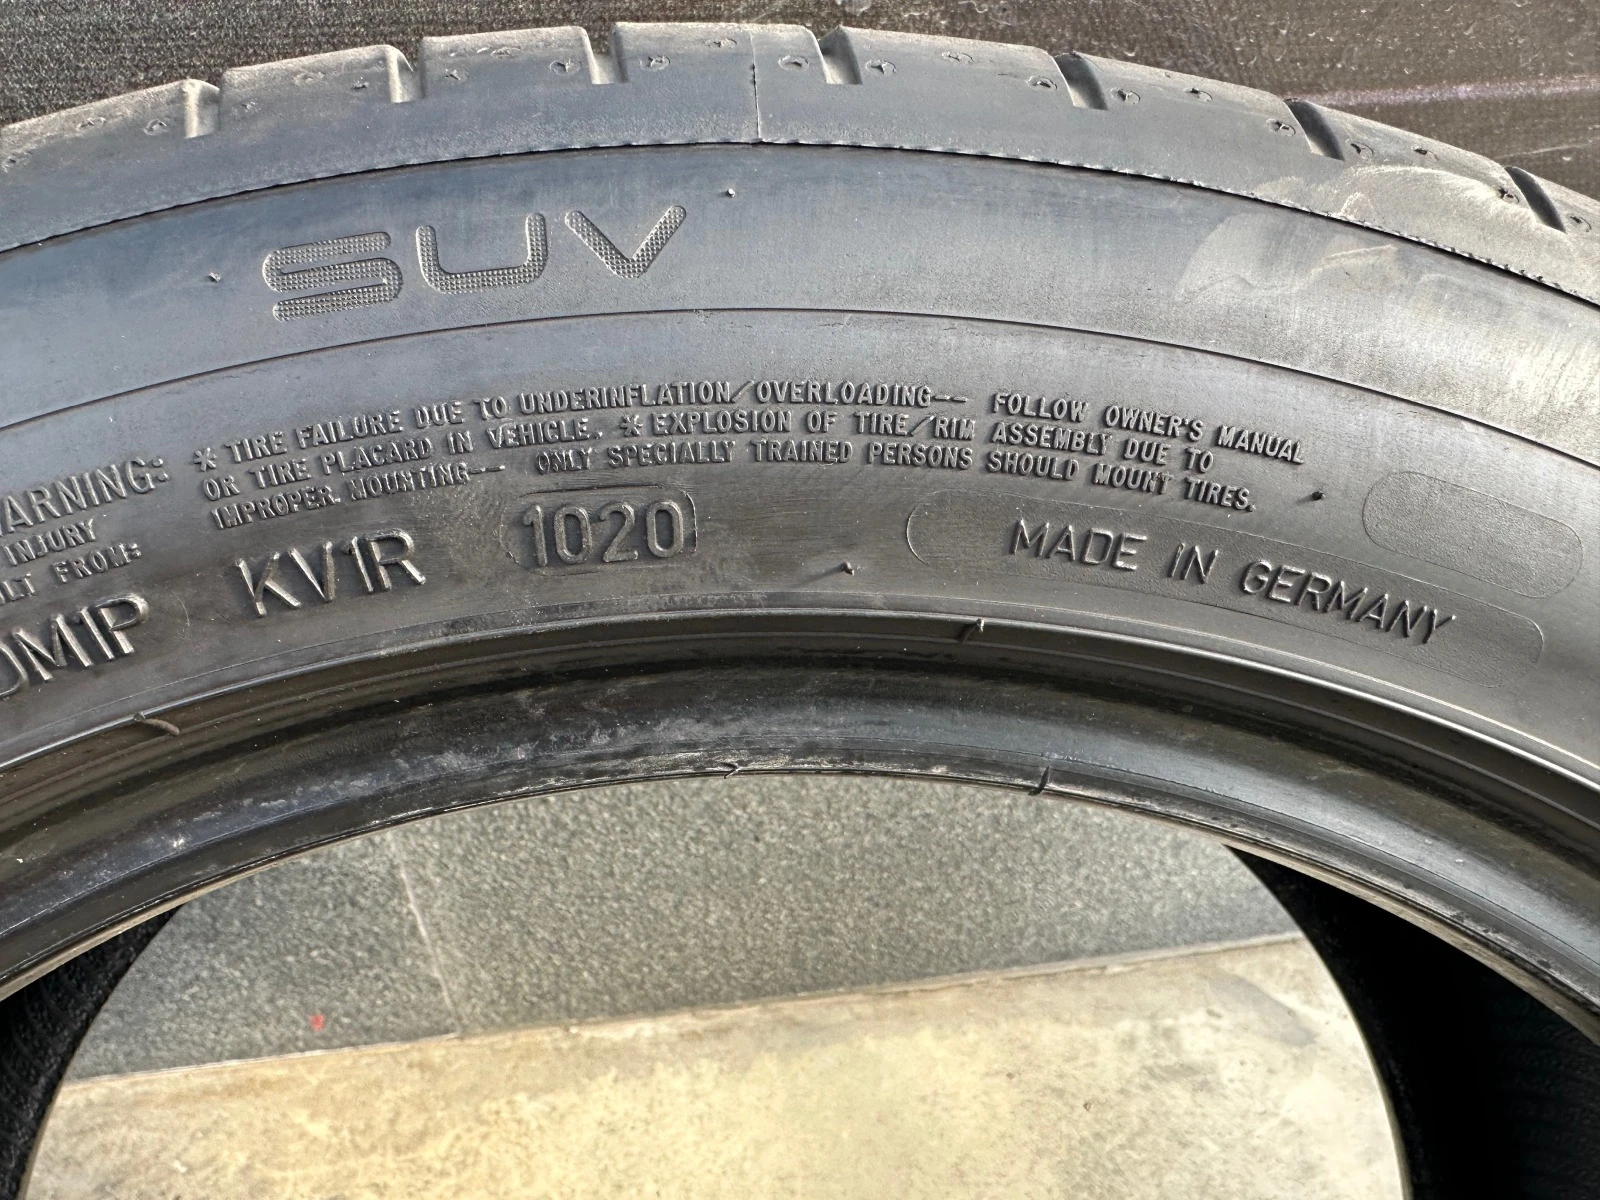 SUV
WARNING:
INJURY
FROM:
* TIRE FAILURE DUE TO UNDERINFLATION/OVERLOADING-- FOLLOW OWNER'S MANUAL
OR TIRE PLACARD IN VEHICLE. * EXPLOSION OF TIRE/RIM ASSEMBLY DUE TO
IMPROPER MOUNTING-- ONLY SPECIALLY TRAINED PERSONS SHOULD MOUNT TIRES.
KV1R 1020 MADE IN GERMANY